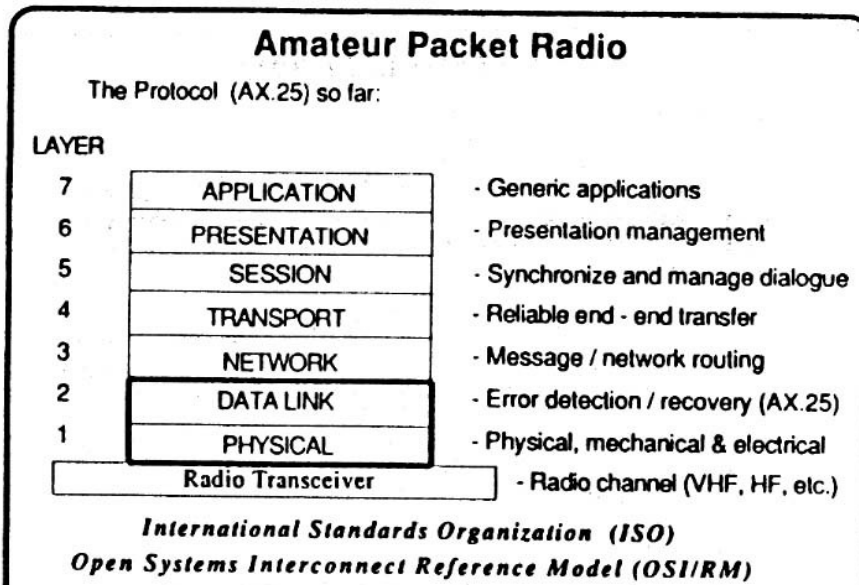 Amateur Packet Radio
The Protocol (AX.25) so far:
LAYER
7 APPLICATION - Generic applications
6 PRESENTATION - Presentation management
5 SESSION - Synchronize and manage dialogue
4 TRANSPORT - Reliable end - end transfer
3 NETWORK - Message / network routing
2 DATA LINK - Error detection / recovery (AX.25)
1 PHYSICAL - Physical, mechanical & electrical
Radio Transceiver - Radio channel (VHF, HF, etc.)
International Standards Organization (ISO)
Open Systems Interconnect Reference Model (OSI/RM)